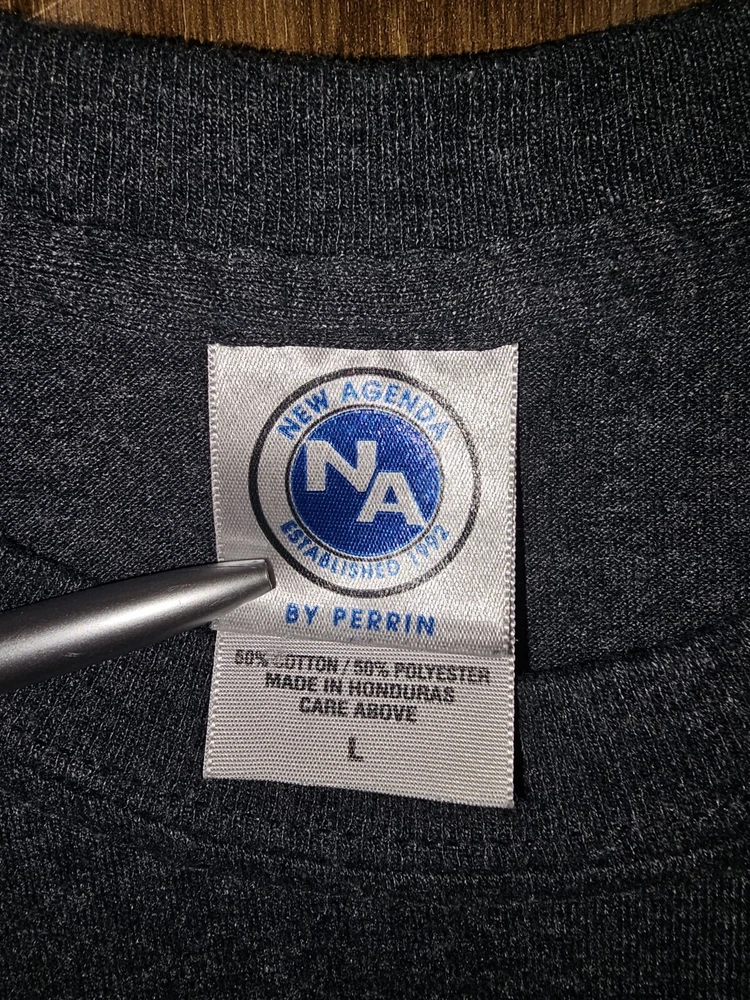 NEW AGENDA
NA
ESTABLISHED 1992
BY PERRIN
50% COTTON / 50% POLYESTER
MADE IN HONDURAS
CARE ABOVE
L